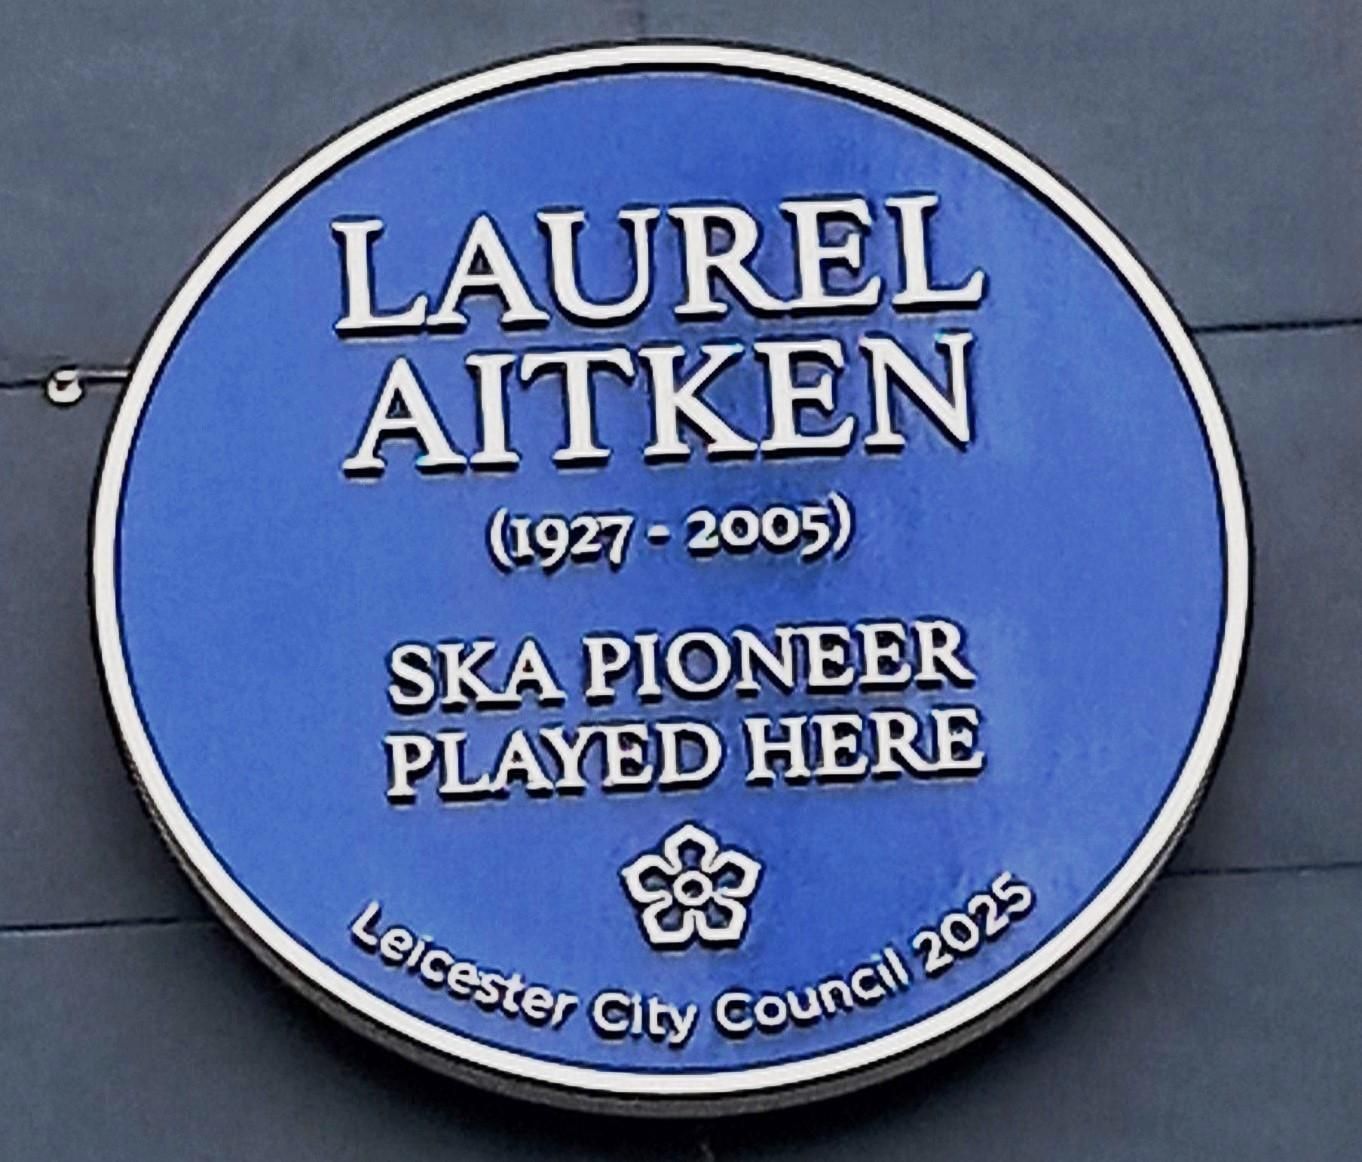 LAUREL
AITKEN
(1927 - 2005)
SKA PIONEER
PLAYED HERE
Leicester City Council 2025